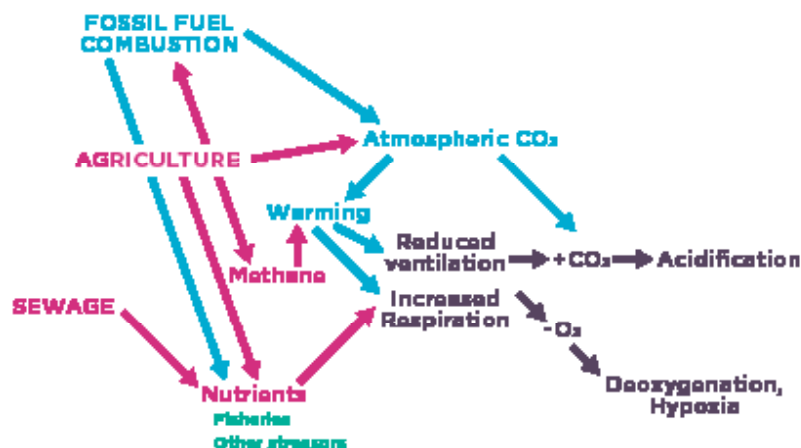 FOSSIL FUEL
COMBUSTION
Atmospheric CO₂
AGRICULTURE
Warming
Reduced
ventilation
+CO₂
Acidification
Methane
Increased
Respiration
SEWAGE
-O₂
Nutrients
Deoxygenation,
Hypoxia
Fisheries
Other stressors